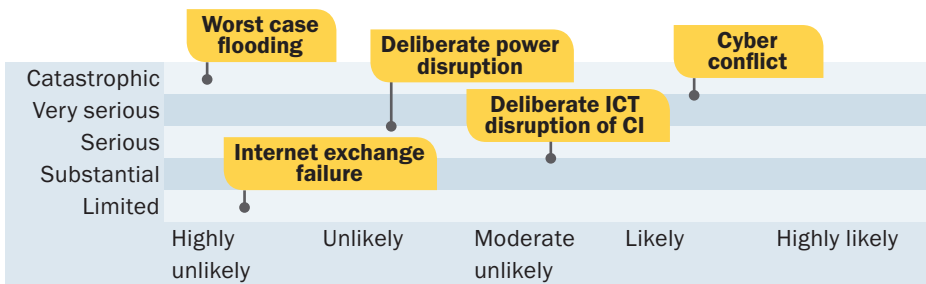 Worst case
flooding
Deliberate power
disruption
Cyber
conflict
Catastrophic
Very serious
Deliberate ICT
disruption of CI
Serious
Internet exchange
failure
Substantial
Limited
Highly
unlikely
Unlikely
Moderate
unlikely
Likely
Highly likely